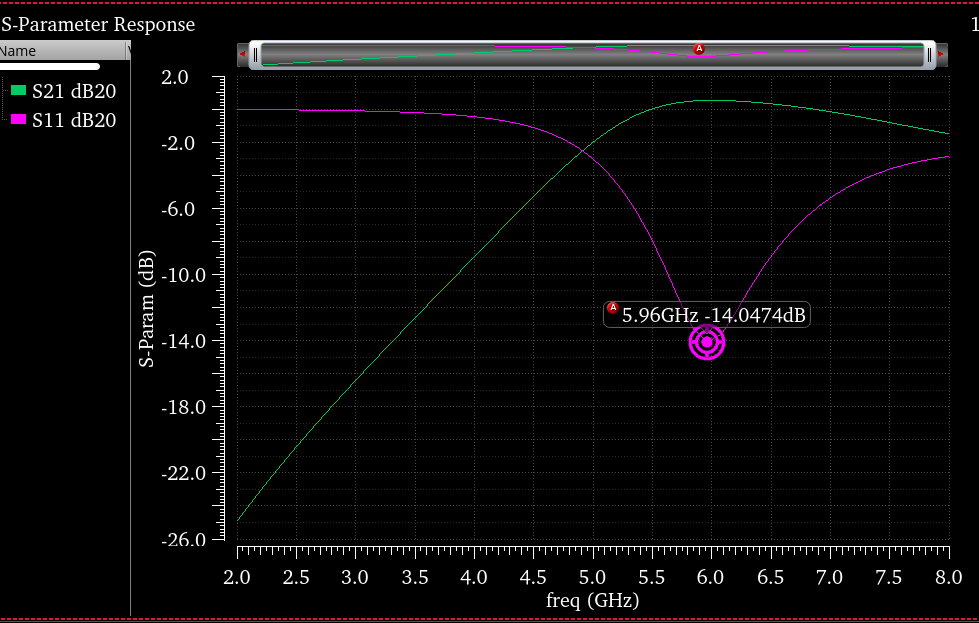 S-Parameter Response
1
Name
S21 dB20
S11 dB20
A
2.0
-2.0
-6.0
-10.0
-14.0
-18.0
-22.0
-26.0
S-Param (dB)
A 5.96GHz -14.0474dB
2.0 2.5 3.0 3.5 4.0 4.5 5.0 5.5 6.0 6.5 7.0 7.5 8.0
freq (GHz)